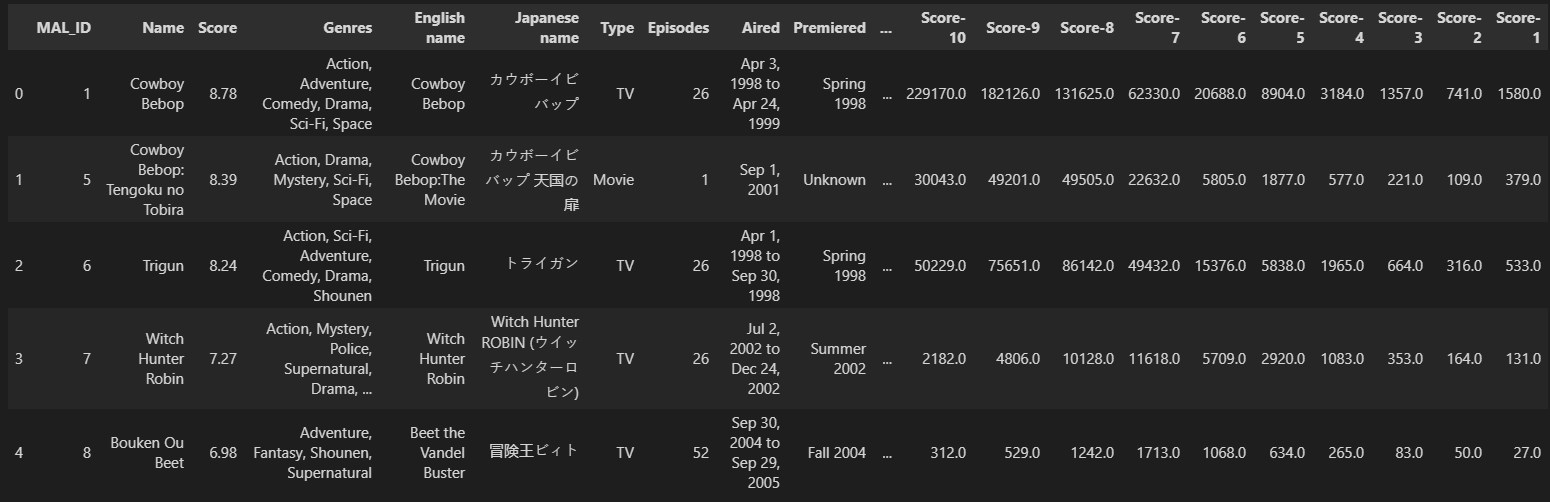 MAL_ID Name Score Genres English name Japanese name Type Episodes Aired Premiered ... Score-10 Score-9 Score-8 Score-7 Score-6 Score-5 Score-4 Score-3 Score-2 Score-1
0 1 Cowboy Bebop 8.78 Action, Adventure, Comedy, Drama, Sci-Fi, Space Cowboy Bebop カウボーイビバップ TV 26 Apr 3, 1998 to Apr 24, 1999 Spring 1998 ... 229170.0 182126.0 131625.0 62330.0 20688.0 8904.0 3184.0 1357.0 741.0 1580.0
1 5 Cowboy Bebop: Tengoku no Tobira 8.39 Action, Drama, Mystery, Sci-Fi, Space Cowboy Bebop:The Movie カウボーイビバップ 天国の扉 Movie 1 Sep 1, 2001 Unknown ... 30043.0 49201.0 49505.0 22632.0 5805.0 1877.0 577.0 221.0 109.0 379.0
2 6 Trigun 8.24 Action, Sci-Fi, Adventure, Comedy, Drama, Shounen Trigun トライガン TV 26 Apr 1, 1998 to Sep 30, 1998 Spring 1998 ... 50229.0 75651.0 86142.0 49432.0 15376.0 5838.0 1965.0 664.0 316.0 533.0
3 7 Witch Hunter Robin 7.27 Action, Mystery, Police, Supernatural, Drama, ... Witch Hunter Robin Witch Hunter ROBIN (ウイッチハンターロビン) TV 26 Jul 2, 2002 to Dec 24, 2002 Summer 2002 ... 2182.0 4806.0 10128.0 11618.0 5709.0 2920.0 1083.0 353.0 164.0 131.0
4 8 Bouken Ou Beet 6.98 Adventure, Fantasy, Shounen, Supernatural Beet the Vandel Buster 冒険王ビィト TV 52 Sep 30, 2004 to Sep 29, 2005 Fall 2004 ... 312.0 529.0 1242.0 1713.0 1068.0 634.0 265.0 83.0 50.0 27.0